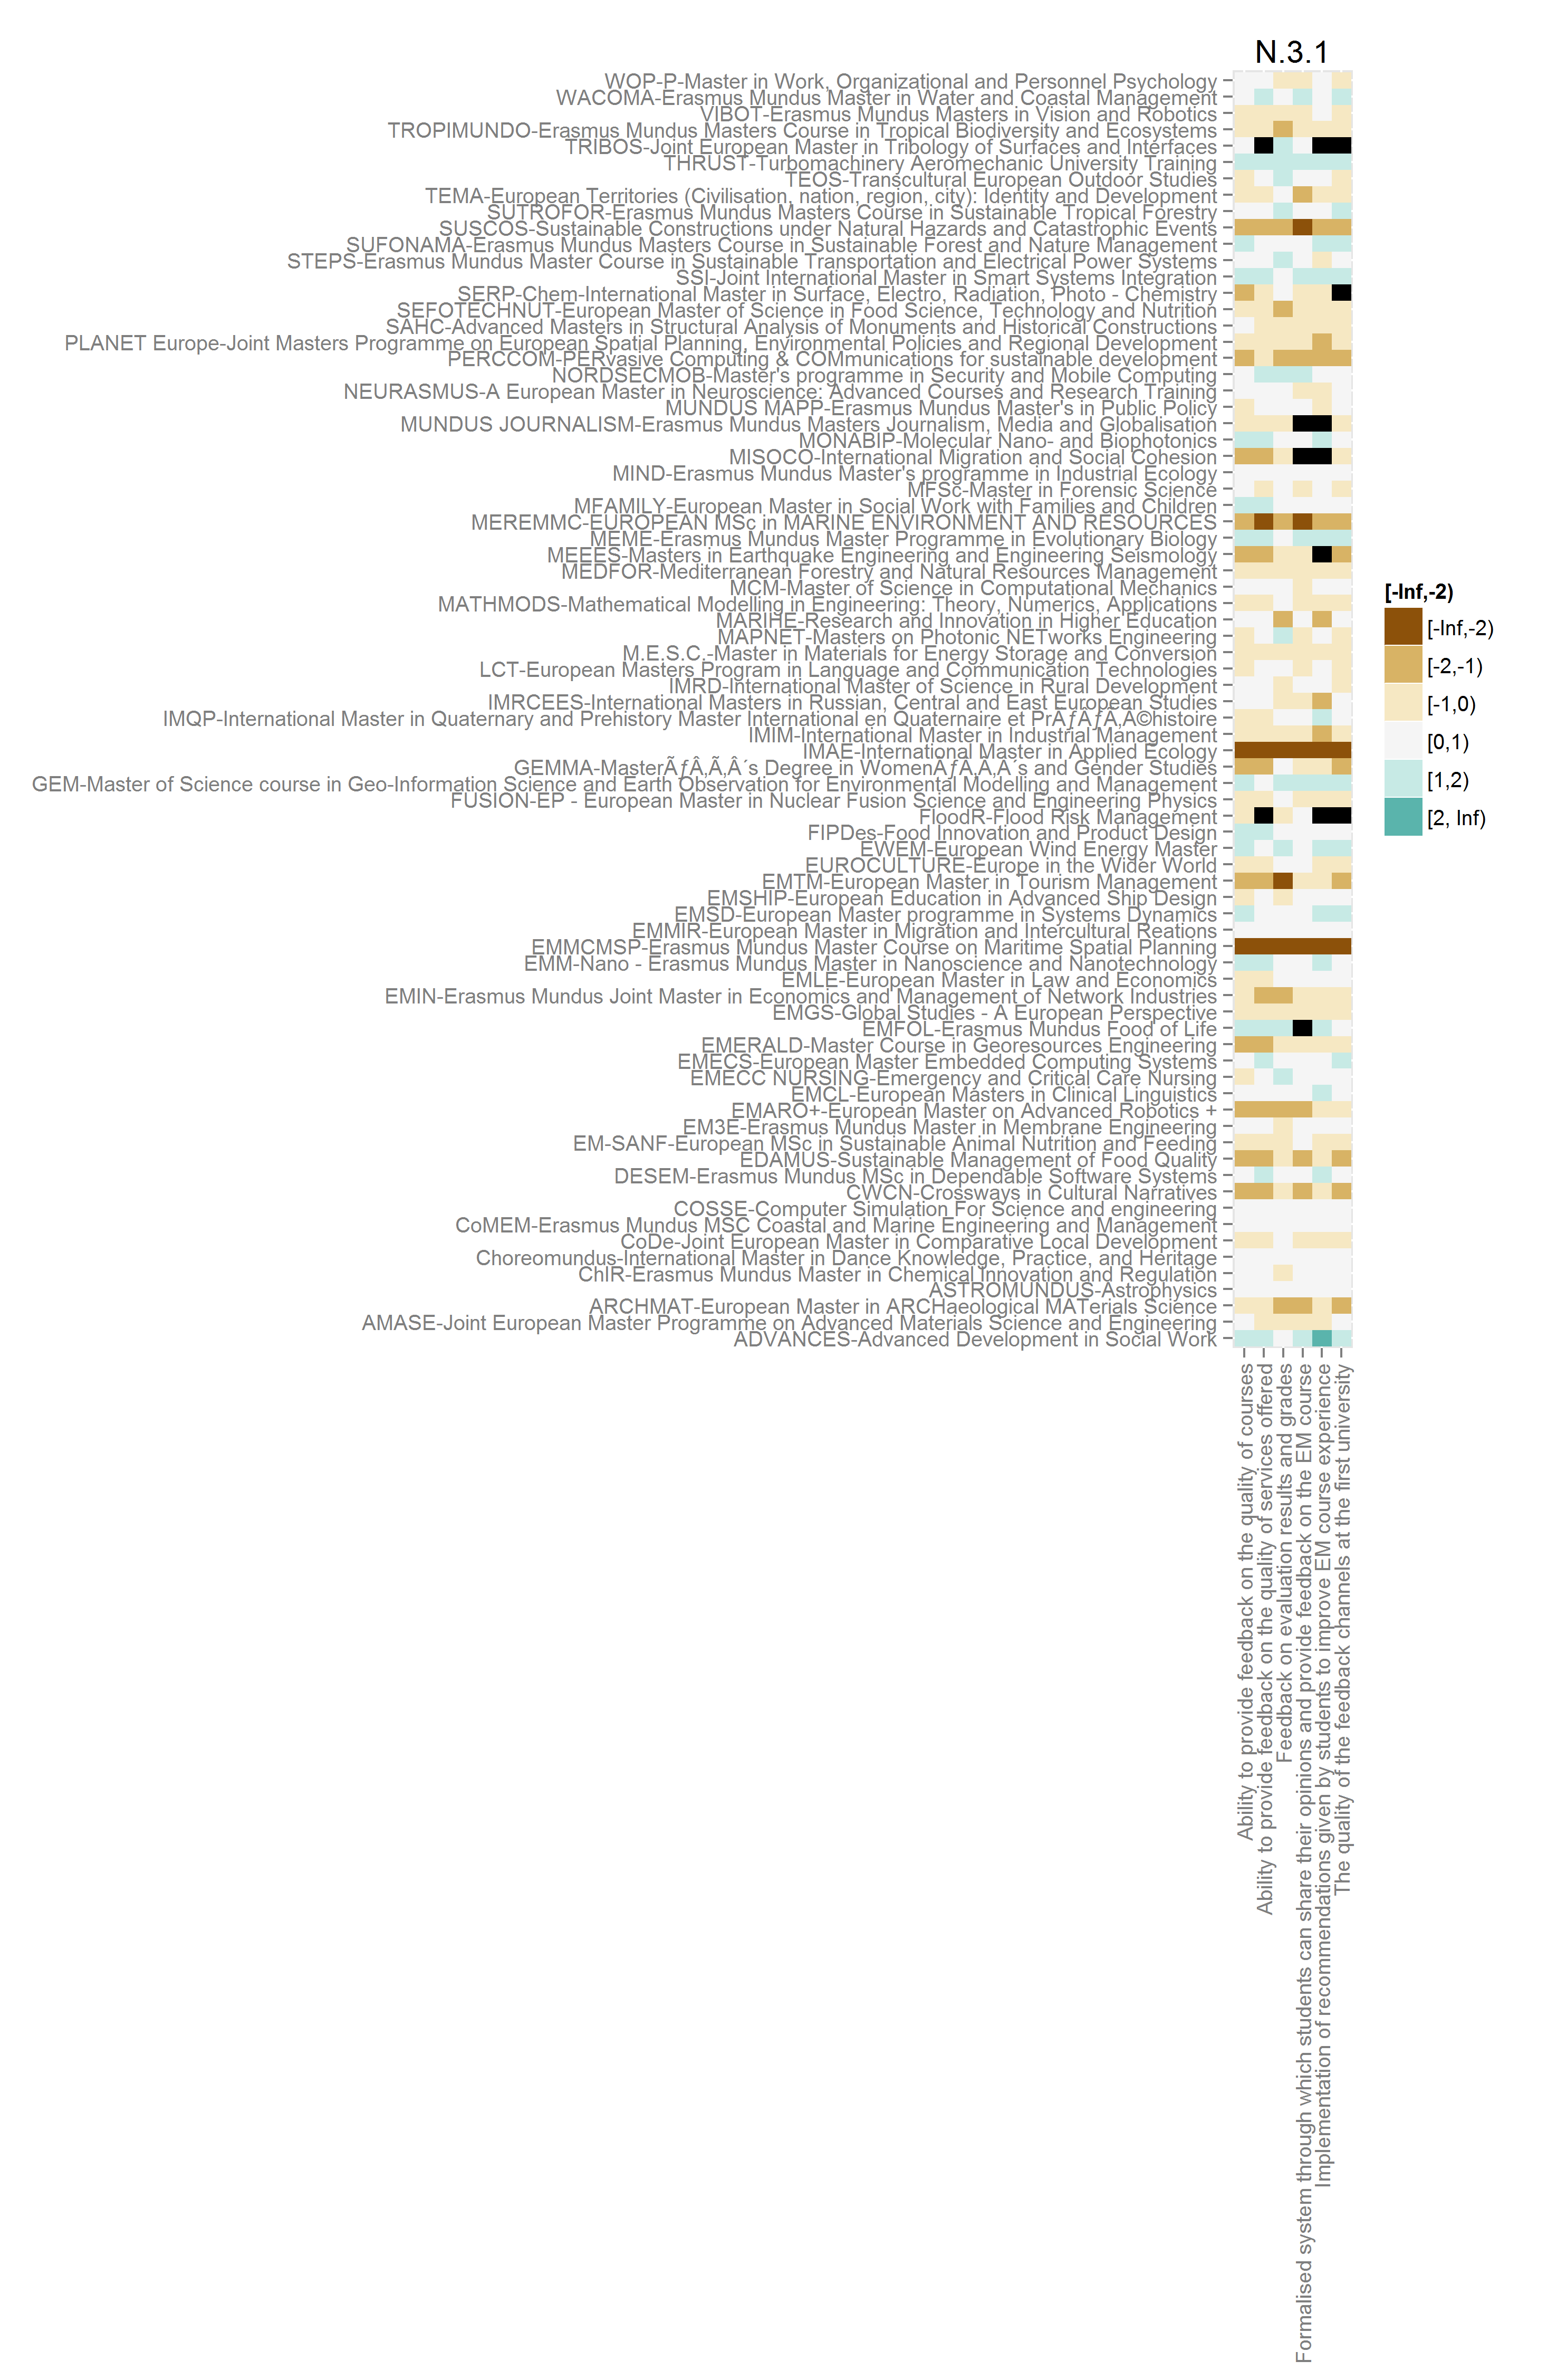 N.3.1
WOP-P-Master in Work, Organizational and Personnel Psychology
WACOMA-Erasmus Mundus Master in Water and Coastal Management
VIBOT-Erasmus Mundus Masters in Vision and Robotics
TROPIMUNDO-Erasmus Mundus Masters Course in Tropical Biodiversity and Ecosystems
TRIBOS-Joint European Master in Tribology of Surfaces and Interfaces
THRUST-Turbomachinery Aeromechanic University Training
TEOS-Transcultural European Outdoor Studies
TEMA-European Territories (Civilisation, nation, region, city): Identity and Development
SUTROFOR-Erasmus Mundus Masters Course in Sustainable Tropical Forestry
SUSCOS-Sustainable Constructions under Natural Hazards and Catastrophic Events
SUFONAMA-Erasmus Mundus Masters Course in Sustainable Forest and Nature Management
STEPS-Erasmus Mundus Master Course in Sustainable Transportation and Electrical Power Systems
SSI-Joint International Master in Smart Systems Integration
SERP-Chem-International Master in Surface, Electro, Radiation, Photo - Chemistry
SEFOTECHNUT-European Master of Science in Food Science, Technology and Nutrition
SAHC-Advanced Masters in Structural Analysis of Monuments and Historical Constructions
PLANET Europe-Joint Masters Programme on European Spatial Planning, Environmental Policies and Regional Development
PERCCOM-PERvasive Computing & COMmunications for sustainable development
NORDSECMOB-Master's programme in Security and Mobile Computing
NEURASMUS-A European Master in Neuroscience: Advanced Courses and Research Training
MUNDUS MAPP-Erasmus Mundus Master's in Public Policy
MUNDUS JOURNALISM-Erasmus Mundus Masters Journalism, Media and Globalisation
MONABIP-Molecular Nano- and Biophotonics
MISOCO-International Migration and Social Cohesion
MIND-Erasmus Mundus Master's programme in Industrial Ecology
MFSc-Master in Forensic Science
MFAMILY-European Master in Social Work with Families and Children
MEREMMC-EUROPEAN MSc in MARINE ENVIRONMENT AND RESOURCES
MEME-Erasmus Mundus Master Programme in Evolutionary Biology
MEEES-Masters in Earthquake Engineering and Engineering Seismology
MEDFOR-Mediterranean Forestry and Natural Resources Management
MCM-Master of Science in Computational Mechanics
MATHMODS-Mathematical Modelling in Engineering: Theory, Numerics, Applications
MARIHE-Research and Innovation in Higher Education
MAPNET-Masters on Photonic NETworks Engineering
M.E.S.C.-Master in Materials for Energy Storage and Conversion
LCT-European Masters Program in Language and Communication Technologies
IMRD-International Master of Science in Rural Development
IMRCEES-International Masters in Russian, Central and East European Studies
IMQP-International Master in Quaternary and Prehistory Master International en Quaternaire et PrÃƒÂƒÃ‚Â©histoire
IMIM-International Master in Industrial Management
IMAE-International Master in Applied Ecology
GEMMA-MasterÃƒÂ‚Ã‚Â´s Degree in WomenÃƒÂ‚Ã‚Â´s and Gender Studies
GEM-Master of Science course in Geo-Information Science and Earth Observation for Environmental Modelling and Management
FUSION-EP - European Master in Nuclear Fusion Science and Engineering Physics
FloodR-Flood Risk Management
FIPDes-Food Innovation and Product Design
EWEM-European Wind Energy Master
EUROCULTURE-Europe in the Wider World
EMTM-European Master in Tourism Management
EMSHIP-European Education in Advanced Ship Design
EMSD-European Master programme in Systems Dynamics
EMMIR-European Master in Migration and Intercultural Reations
EMMCMSP-Erasmus Mundus Master Course on Maritime Spatial Planning
EMM-Nano - Erasmus Mundus Master in Nanoscience and Nanotechnology
EMLE-European Master in Law and Economics
EMIN-Erasmus Mundus Joint Master in Economics and Management of Network Industries
EMGS-Global Studies - A European Perspective
EMFOL-Erasmus Mundus Food of Life
EMERALD-Master Course in Georesources Engineering
EMECS-European Master Embedded Computing Systems
EMECC NURSING-Emergency and Critical Care Nursing
EMCL-European Masters in Clinical Linguistics
EMARO+-European Master on Advanced Robotics +
EM3E-Erasmus Mundus Master in Membrane Engineering
EM-SANF-European MSc in Sustainable Animal Nutrition and Feeding
EDAMUS-Sustainable Management of Food Quality
DESEM-Erasmus Mundus MSc in Dependable Software Systems
CWCN-Crossways in Cultural Narratives
COSSE-Computer Simulation For Science and engineering
CoMEM-Erasmus Mundus MSC Coastal and Marine Engineering and Management
CoDe-Joint European Master in Comparative Local Development
Choreomundus-International Master in Dance Knowledge, Practice, and Heritage
ChIR-Erasmus Mundus Master in Chemical Innovation and Regulation
ASTROMUNDUS-Astrophysics
ARCHMAT-European Master in ARCHaeological MATerials Science
AMASE-Joint European Master Programme on Advanced Materials Science and Engineering
ADVANCES-Advanced Development in Social Work
Ability to provide feedback on the quality of courses
Ability to provide feedback on the quality of services offered
Feedback on evaluation results and grades
Formalised system through which students can share their opinions and provide feedback on the EM course
Implementation of recommendations given by students to improve EM course experience
The quality of the feedback channels at the first university
[-Inf,-2)
[-Inf,-2)
[-2,-1)
[-1,0)
[0,1)
[1,2)
[2, Inf)